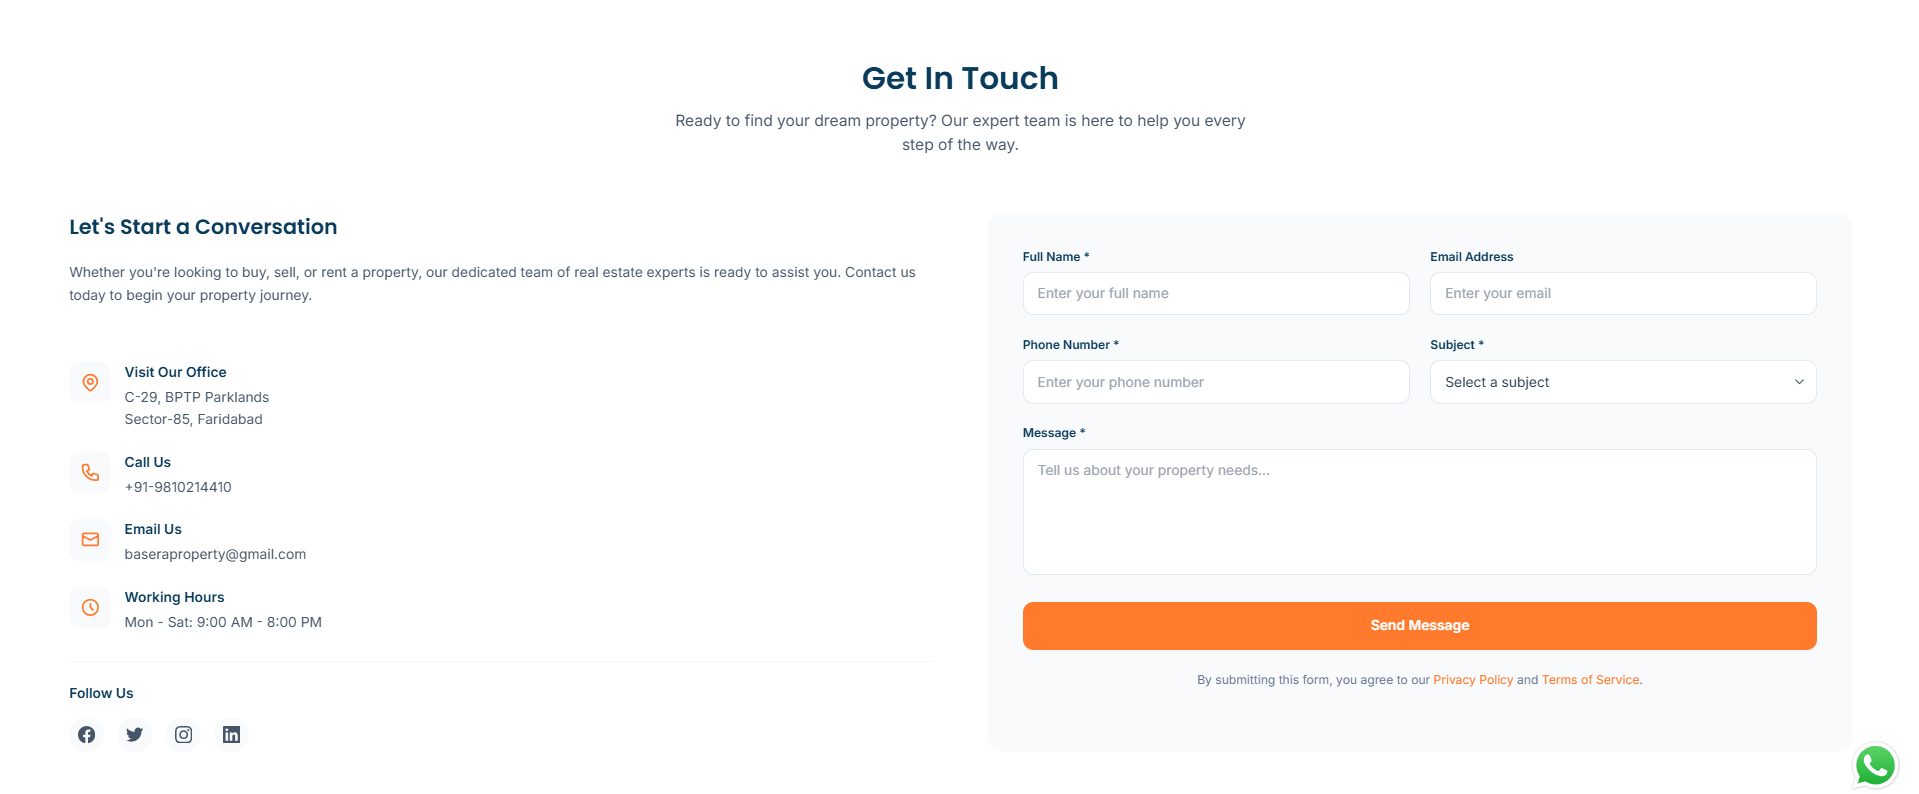 Get In Touch
Ready to find your dream property? Our expert team is here to help you every
step of the way.
Let's Start a Conversation
Whether you're looking to buy, sell, or rent a property, our dedicated team of real estate experts is ready to assist you. Contact us
today to begin your property journey.
Visit Our Office
C-29, BPTP Parklands
Sector-85, Faridabad
Call Us
+91-9810214410
Email Us
baseraproperty@gmail.com
Working Hours
Mon - Sat: 9:00 AM - 8:00 PM
Follow Us
Full Name *
Enter your full name
Email Address
Enter your email
Phone Number *
Enter your phone number
Subject *
Select a subject
Message *
Tell us about your property needs...
Send Message
By submitting this form, you agree to our Privacy Policy and Terms of Service.